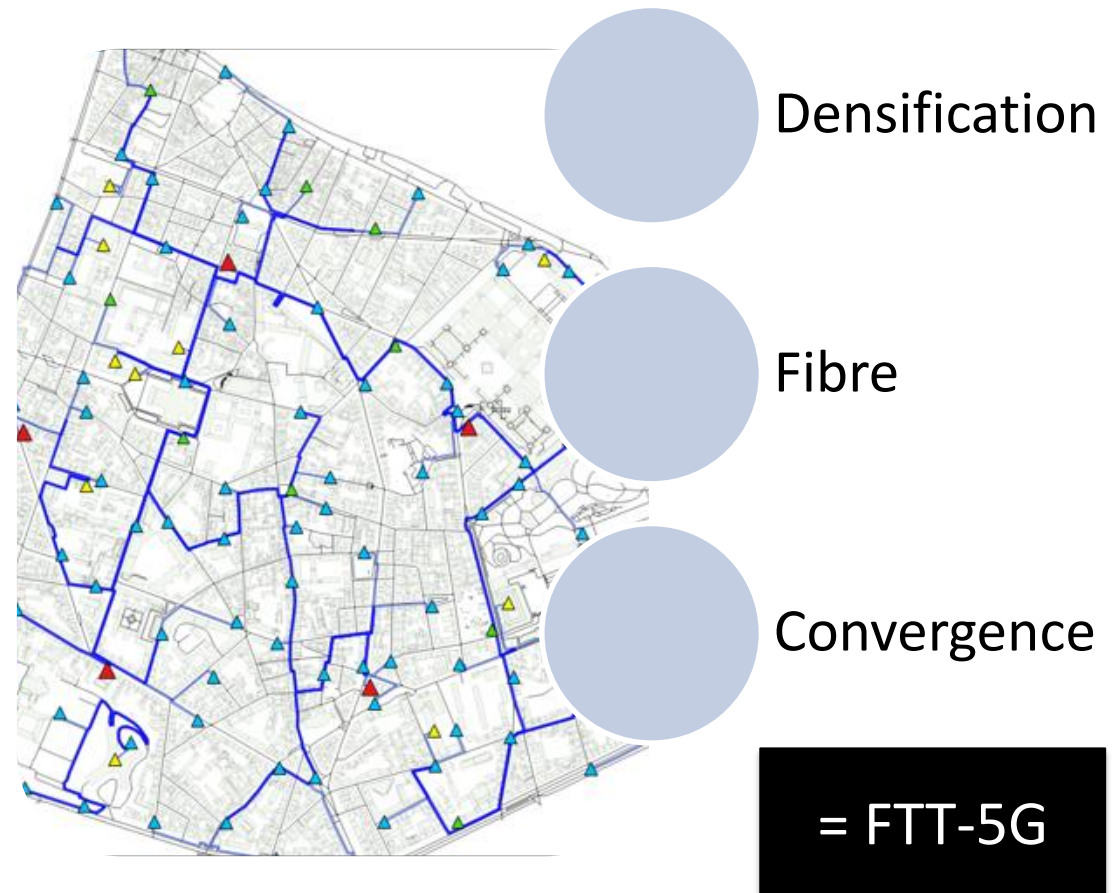 Densification
Fibre
Convergence
= FTT-5G